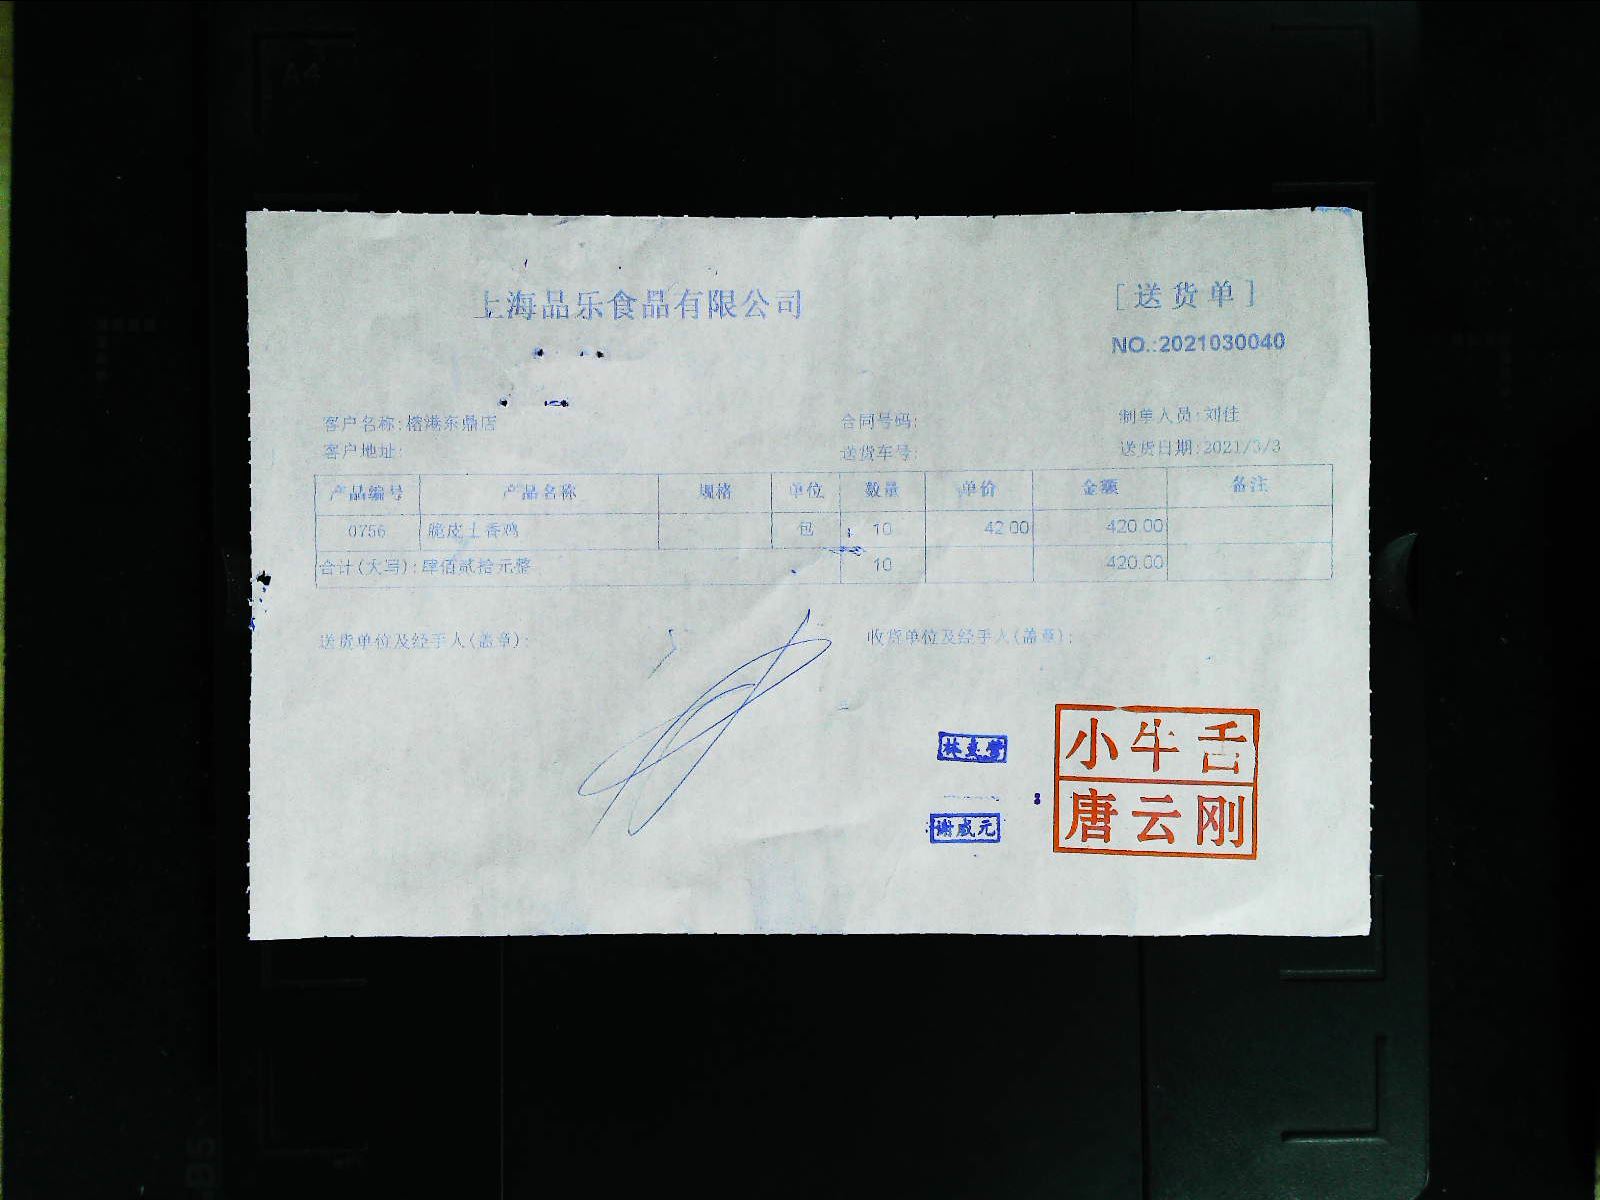 上海品乐食品有限公司
[送货单]
NO.:2021030040
客户名称:榕港东鼎店 合同号码: 制单人员:刘佳
客户地址: 送货车号: 送货日期:2021/3/3
产品编号 产品名称 规格 单位 数量 单价 金额 备注
0756 脆皮土香鸡 包 10 42.00 420.00
合计(大写):肆佰贰拾元整 10 420.00
送货单位及经手人(盖章): 收货单位及经手人(盖章):
小牛舌
唐云刚
谢成元
A4
B5